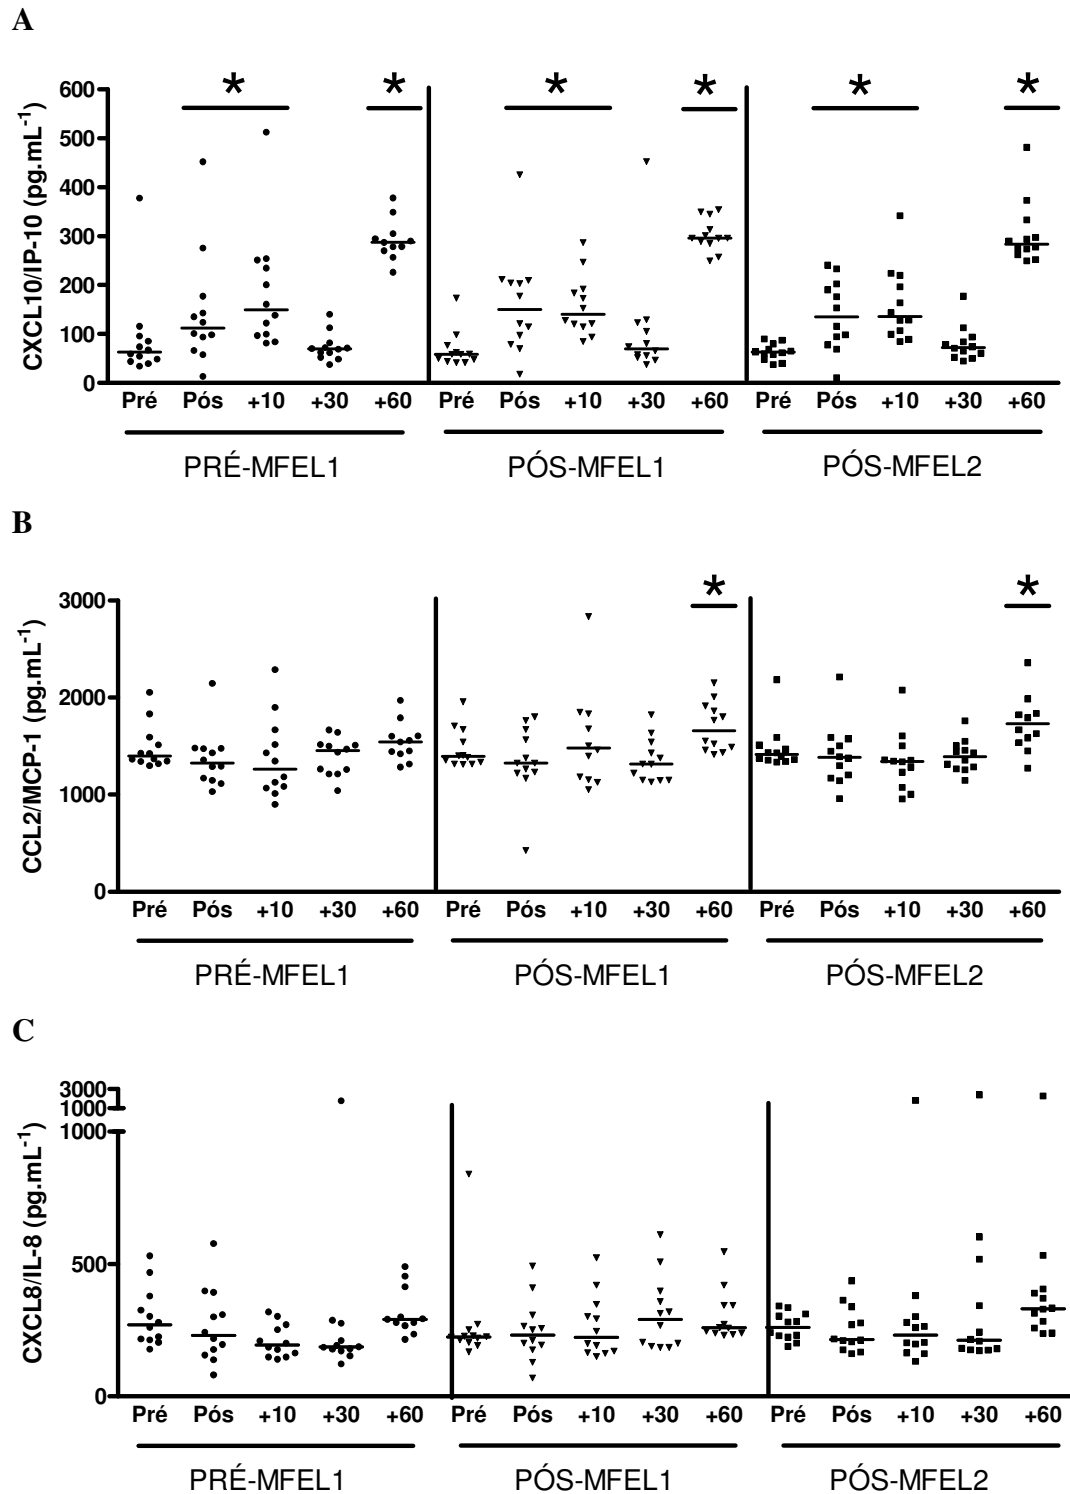 A
* * * * * *
CXCL10/IP-10 (pg.mL-1)
600
500
400
300
200
100
0
Pré Pós +10 +30 +60 Pré Pós +10 +30 +60 Pré Pós +10 +30 +60
PRÉ-MFEL1 PÓS-MFEL1 PÓS-MFEL2
B
* *
CCL2/MCP-1 (pg.mL-1)
3000
2000
1000
0
Pré Pós +10 +30 +60 Pré Pós +10 +30 +60 Pré Pós +10 +30 +60
PRÉ-MFEL1 PÓS-MFEL1 PÓS-MFEL2
C
CXCL8/IL-8 (pg.mL-1)
3000
1000
1000
500
0
Pré Pós +10 +30 +60 Pré Pós +10 +30 +60 Pré Pós +10 +30 +60
PRÉ-MFEL1 PÓS-MFEL1 PÓS-MFEL2